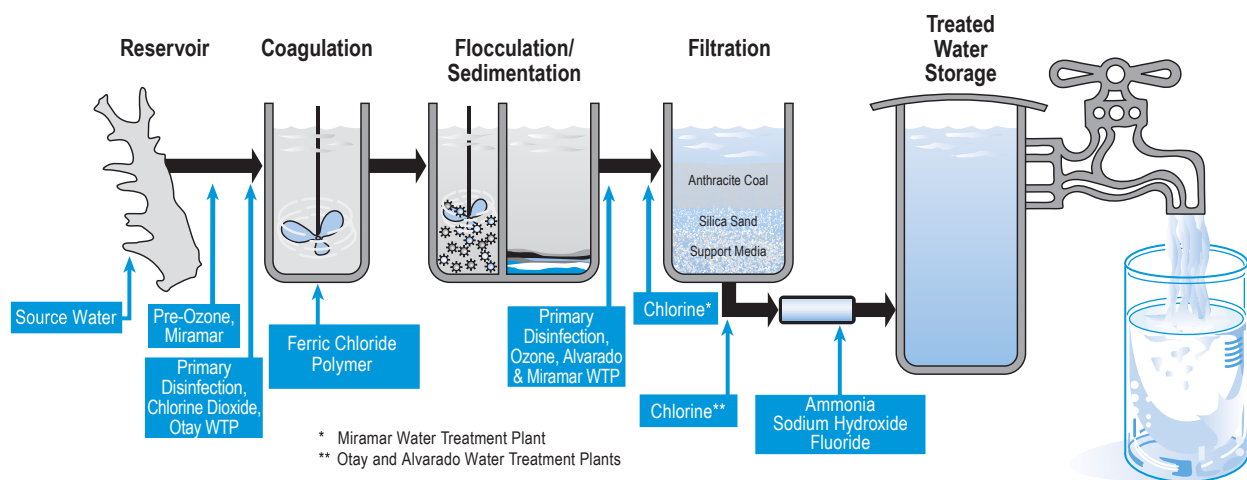 Reservoir
Coagulation
Flocculation/
Sedimentation
Filtration
Treated
Water
Storage
Anthracite Coal
Silica Sand
Support Media
Source Water
Pre-Ozone,
Miramar
Primary
Disinfection,
Chlorine Dioxide,
Otay WTP
Ferric Chloride
Polymer
Primary
Disinfection,
Ozone, Alvarado
& Miramar WTP
Chlorine*
Chlorine**
Ammonia
Sodium Hydroxide
Fluoride
* Miramar Water Treatment Plant
** Otay and Alvarado Water Treatment Plants